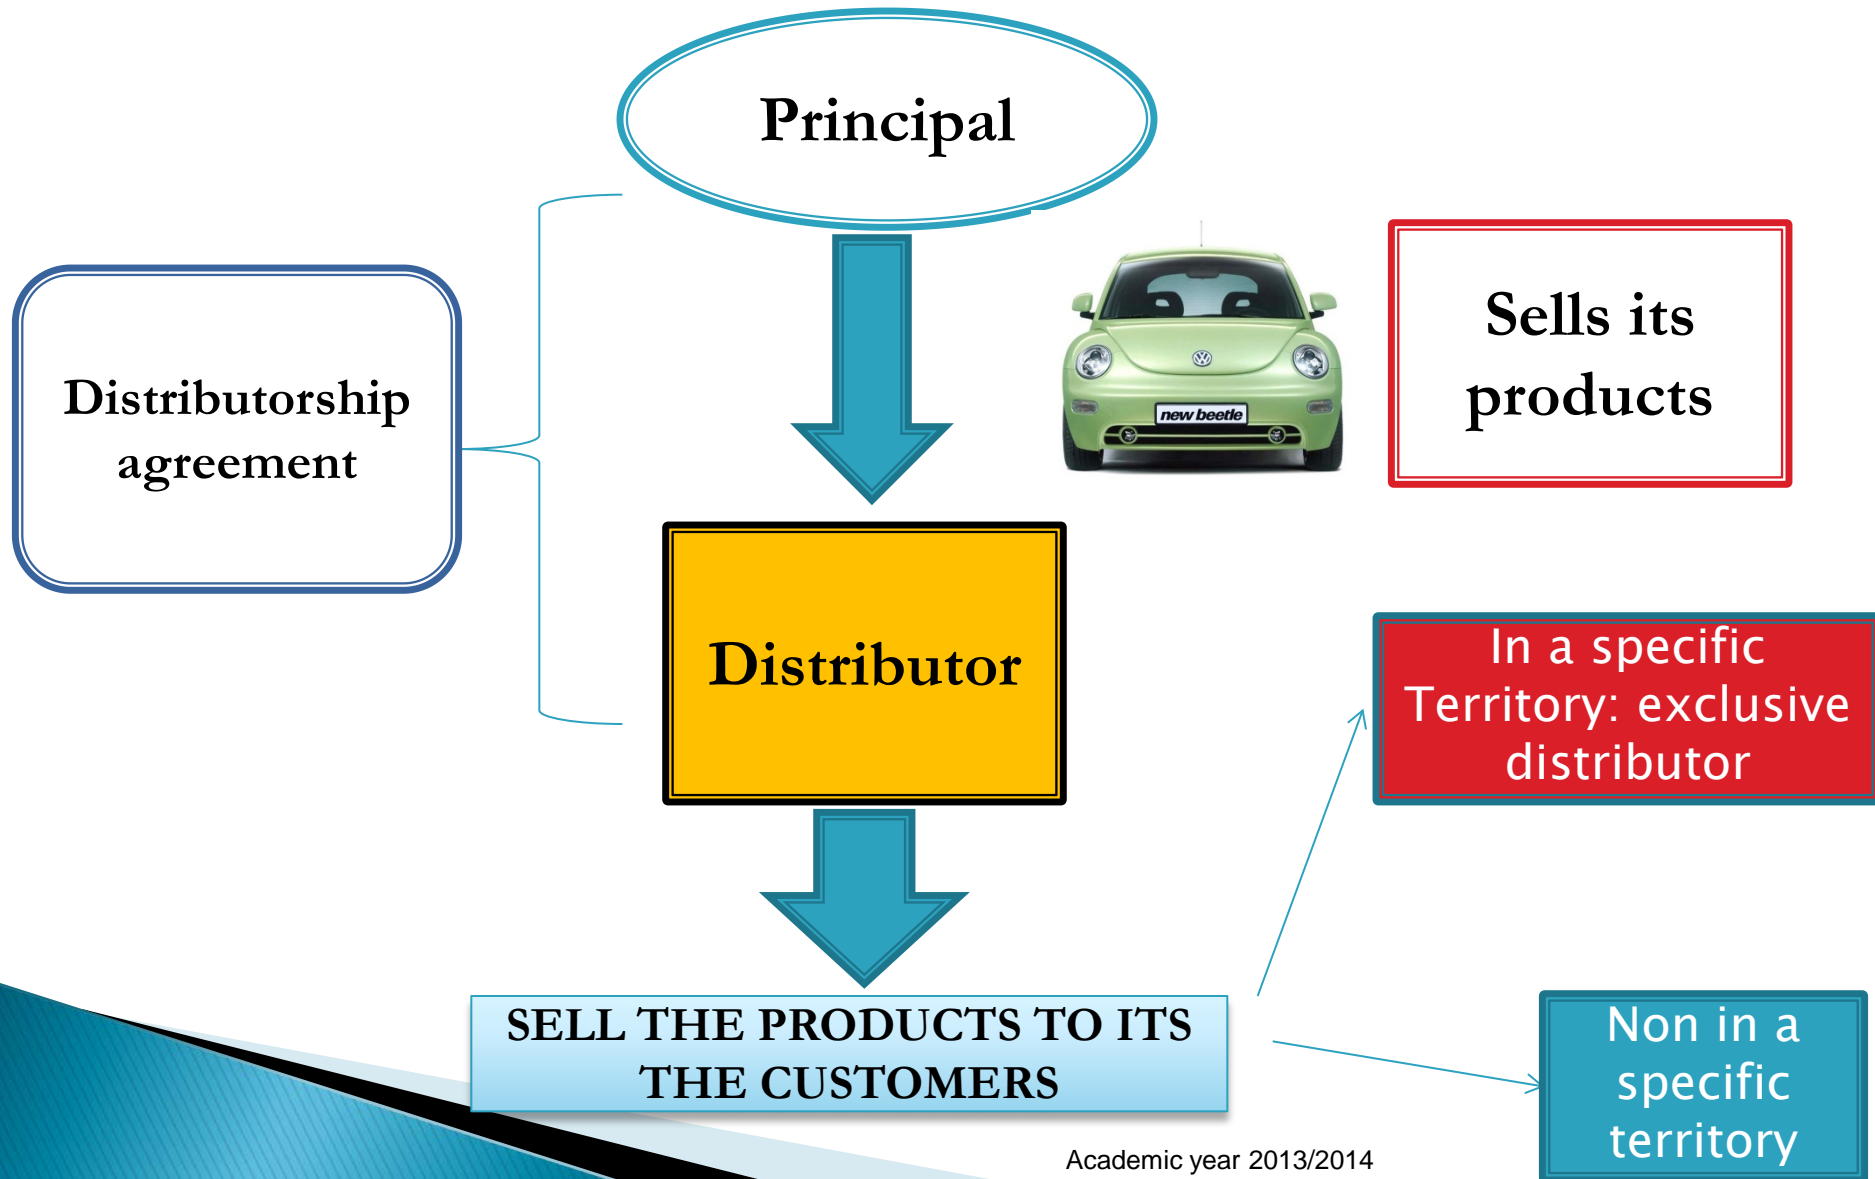 Principal
Sells its
products
new beetle
Distributorship
agreement
Distributor
In a specific
Territory: exclusive
distributor
SELL THE PRODUCTS TO ITS
THE CUSTOMERS
Non in a
specific
territory
Academic year 2013/2014